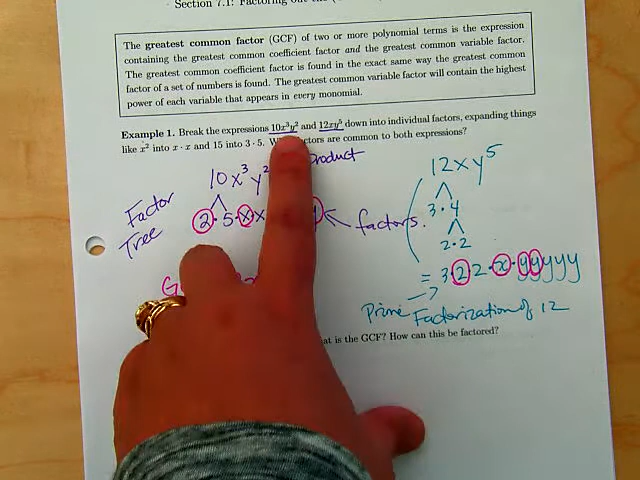 Section 7.1: Factoring out the
The greatest common factor (GCF) of two or more polynomial terms is the expression
containing the greatest common coefficient factor and the greatest common variable factor.
The greatest common coefficient factor is found in the exact same way the greatest common
factor of a set of numbers is found. The greatest common variable factor will contain the highest
power of each variable that appears in every monomial.
Example 1. Break the expressions 10x³y² and 12xy⁵ down into individual factors, expanding things
like x² into x · x and 15 into 3 · 5. factors are common to both expressions?
product
10x³y²
12xy⁵
Factor
Tree
3·4
2·5·x x
factors.
2·2
= 3·2 2·x·yyyyy
G
Prime Factorization of 12
at is the GCF? How can this be factored?